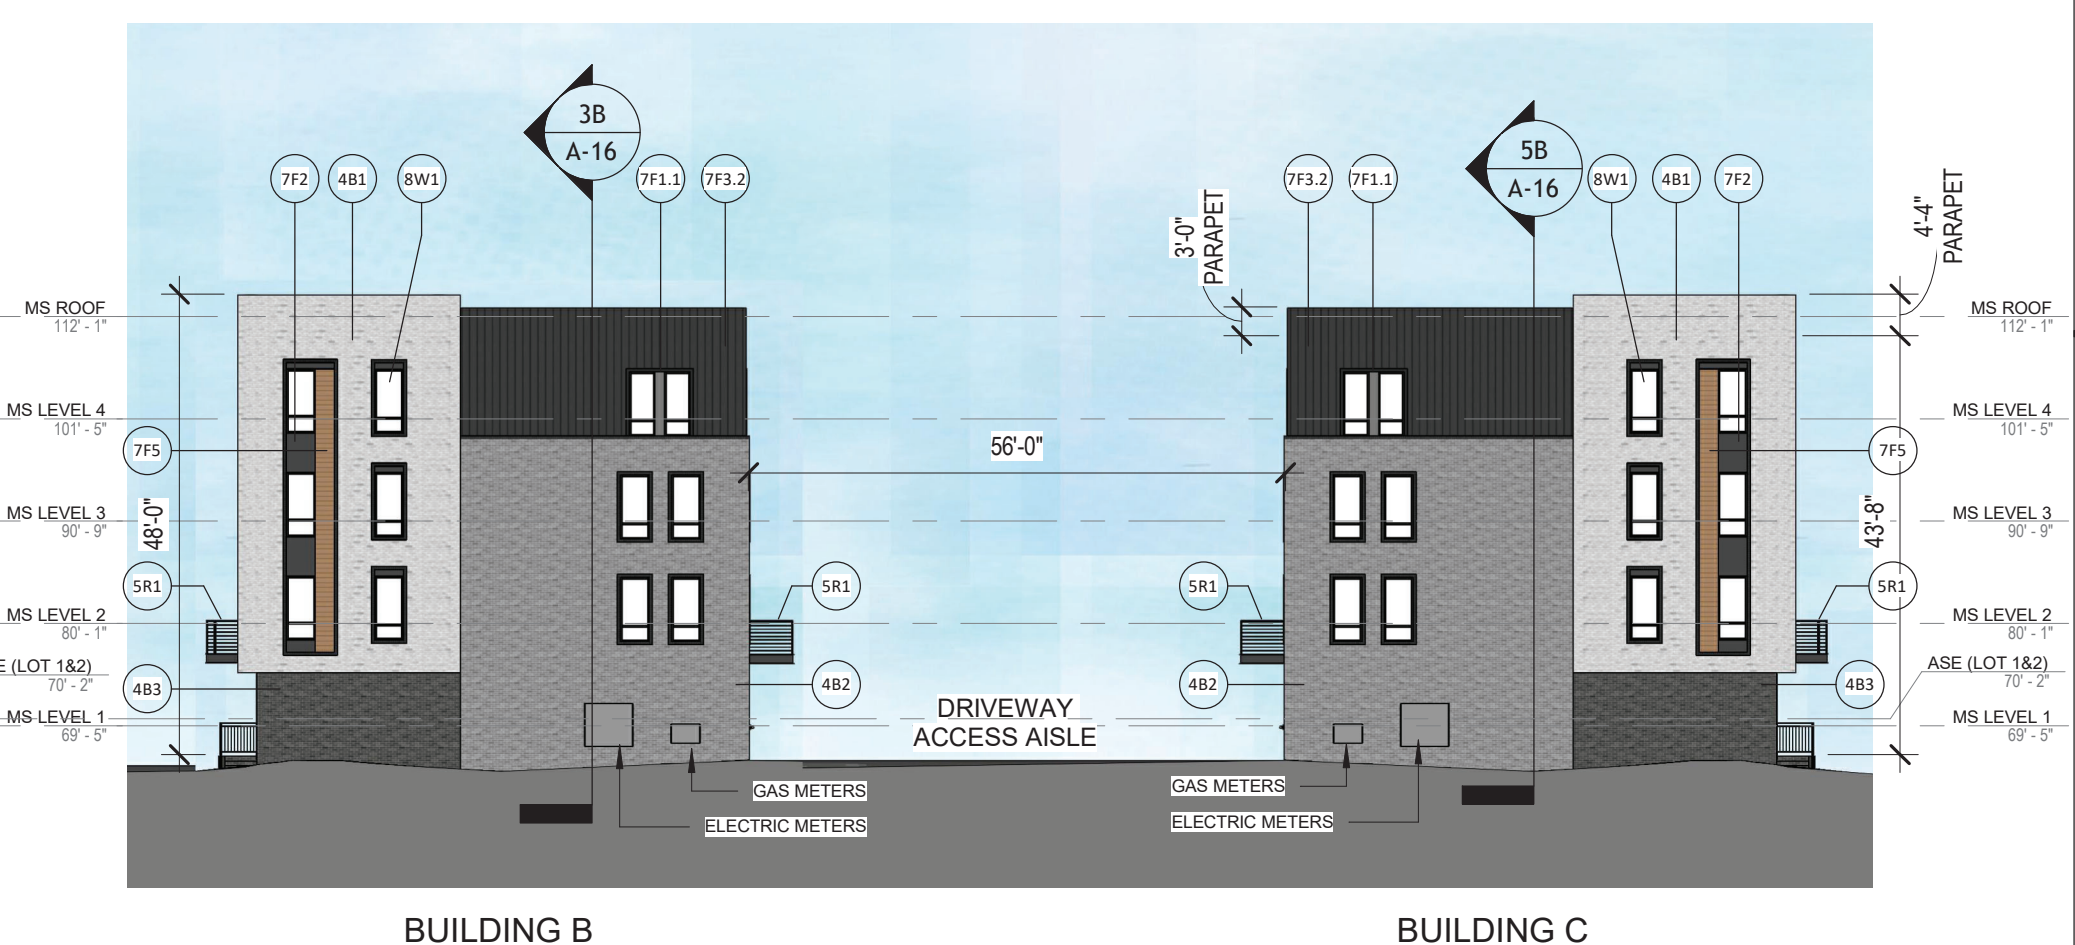 3B
A-16
5B
A-16
7F2
4B1
8W1
7F1.1
7F3.2
7F3.2
7F1.1
8W1
4B1
7F2
3'-0"
PARAPET
4'-4"
PARAPET
MS ROOF
112' - 1"
MS ROOF
112' - 1"
MS LEVEL 4
101' - 5"
MS LEVEL 4
101' - 5"
7F5
56'-0"
7F5
MS LEVEL 3
90' - 9"
48'-0"
43'-8"
MS LEVEL 3
90' - 9"
5R1
5R1
5R1
5R1
MS LEVEL 2
80' - 1"
MS LEVEL 2
80' - 1"
E (LOT 1&2)
70' - 2"
ASE (LOT 1&2)
70' - 2"
4B3
4B2
4B2
4B3
MS LEVEL 1
69' - 5"
DRIVEWAY
ACCESS AISLE
MS LEVEL 1
69' - 5"
GAS METERS
GAS METERS
ELECTRIC METERS
ELECTRIC METERS
BUILDING B
BUILDING C